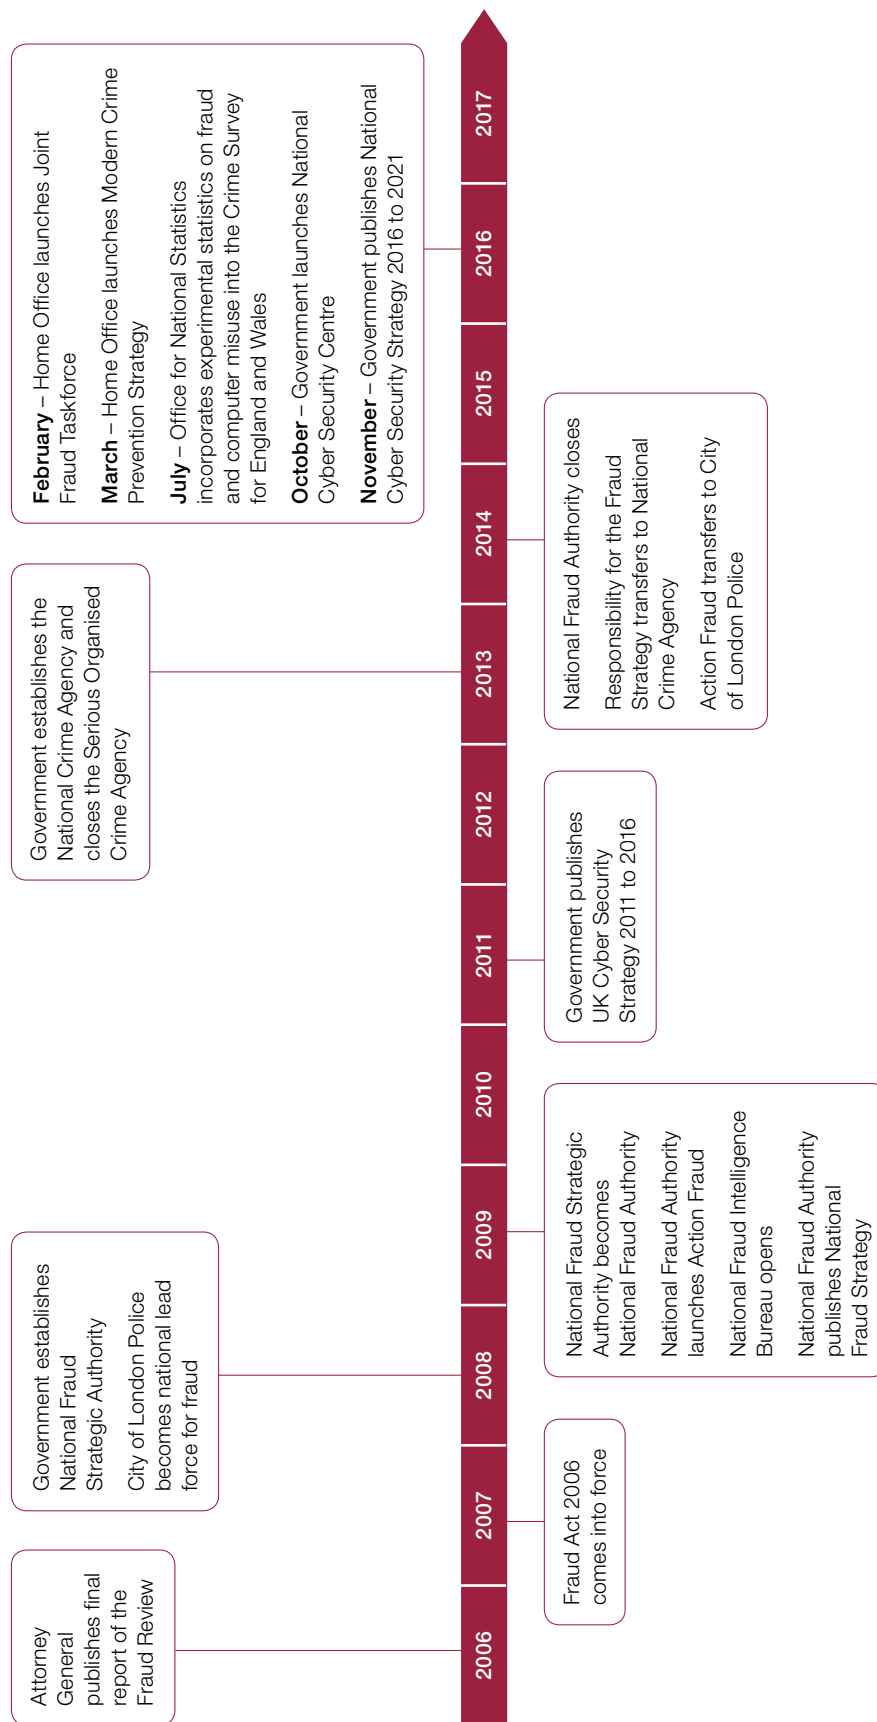 Attorney
General
publishes final
report of the
Fraud Review
Government establishes
National Fraud
Strategic Authority
City of London Police
becomes national lead
force for fraud
Government establishes the
National Crime Agency and
closes the Serious Organised
Crime Agency
February – Home Office launches Joint
Fraud Taskforce
March – Home Office launches Modern Crime
Prevention Strategy
July – Office for National Statistics
incorporates experimental statistics on fraud
and computer misuse into the Crime Survey
for England and Wales
October – Government launches National
Cyber Security Centre
November – Government publishes National
Cyber Security Strategy 2016 to 2021
2006
2007
2008
2009
2010
2011
2012
2013
2014
2015
2016
2017
Fraud Act 2006
comes into force
National Fraud Strategic
Authority becomes
National Fraud Authority
National Fraud Authority
launches Action Fraud
National Fraud Intelligence
Bureau opens
National Fraud Authority
publishes National
Fraud Strategy
Government publishes
UK Cyber Security
Strategy 2011 to 2016
National Fraud Authority closes
Responsibility for the Fraud
Strategy transfers to National
Crime Agency
Action Fraud transfers to City
of London Police